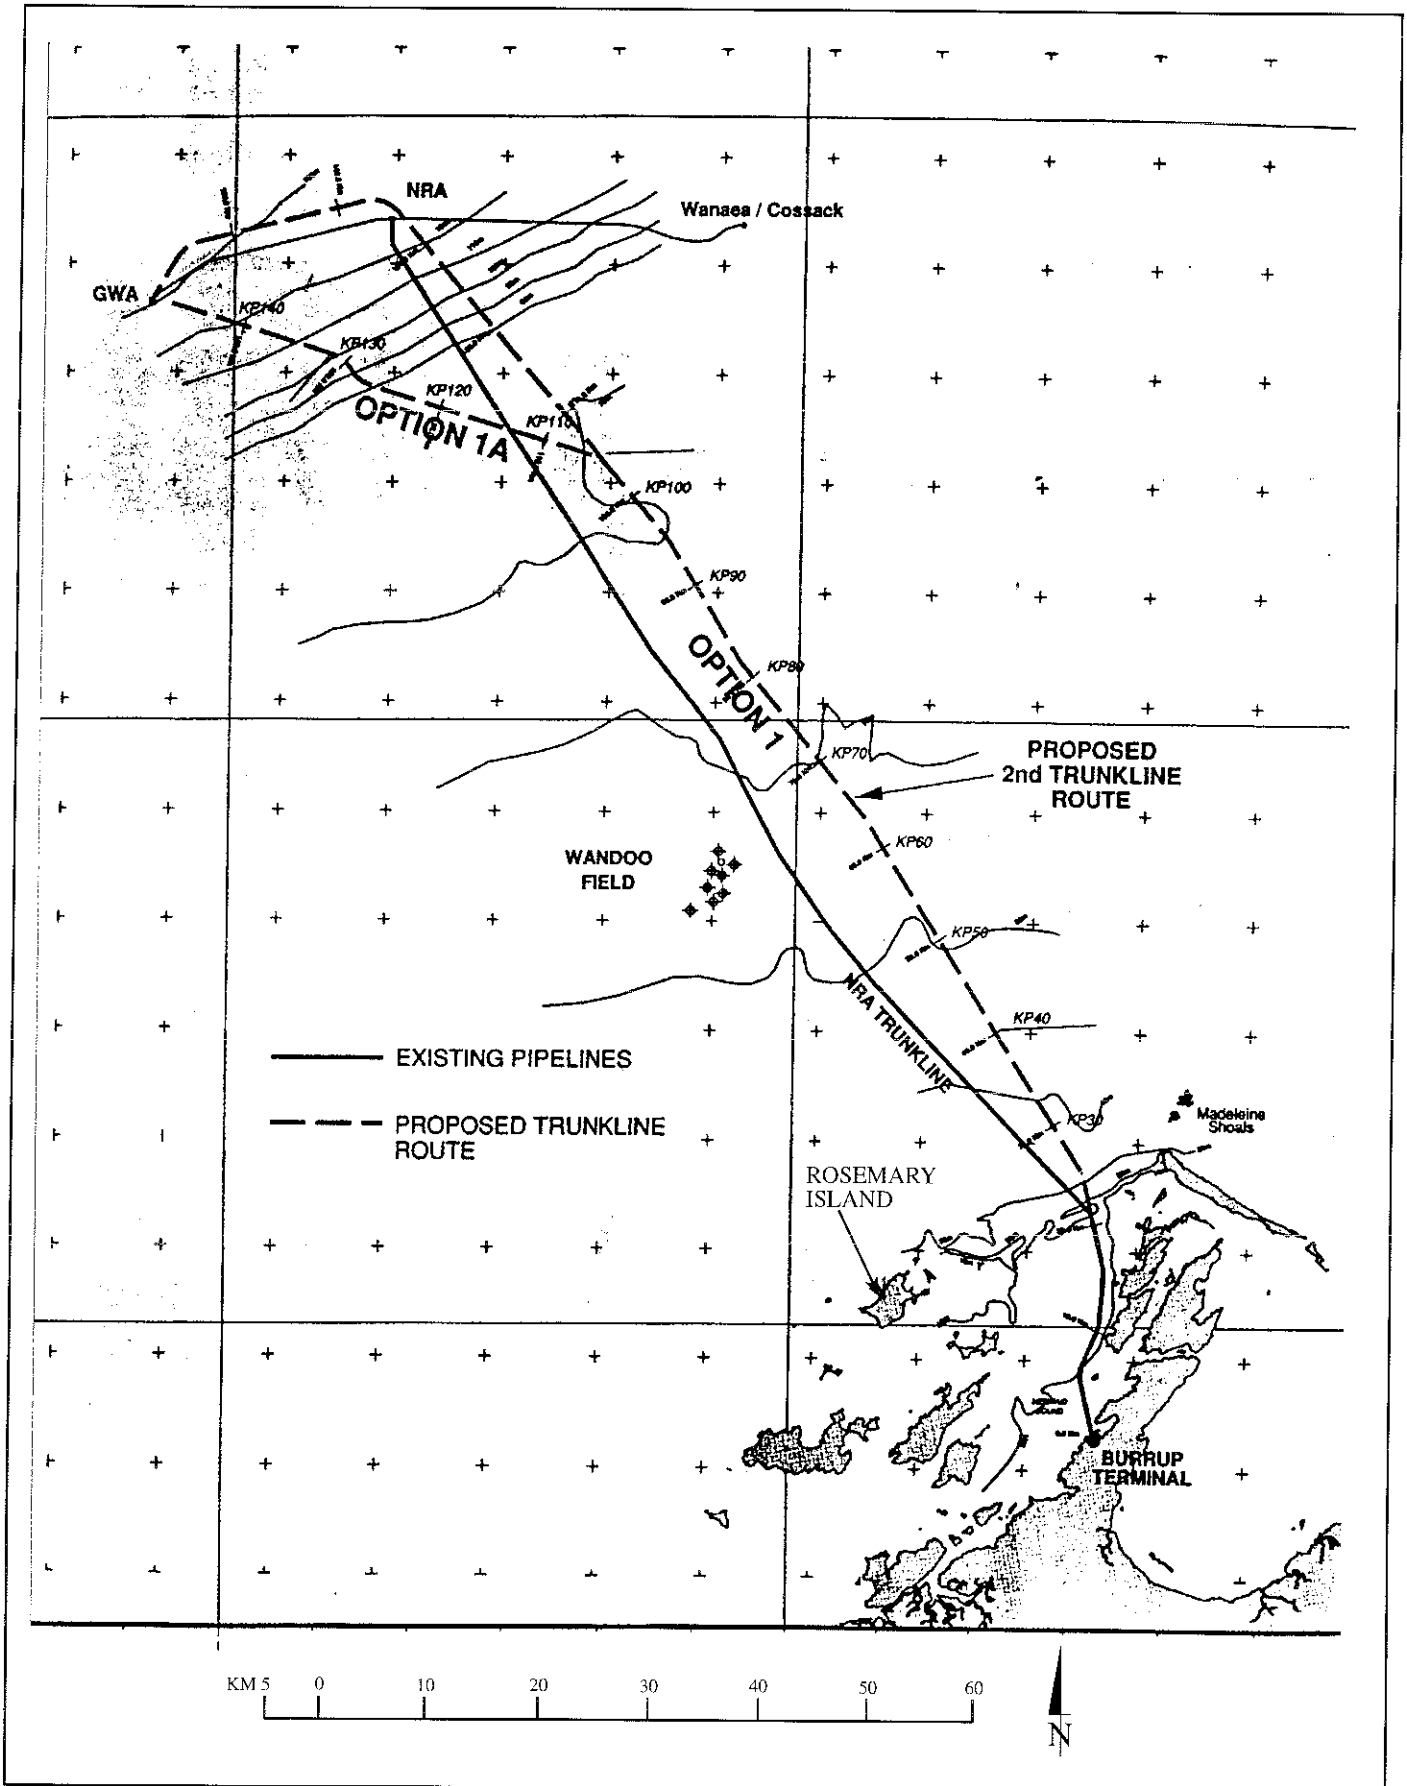 NRA
Wanaea / Cossack
GWA
KP140
KP130
KP120
OPTION 1A
KP110
KP100
KP90
OPTION 1
KP80
KP70
PROPOSED
2nd TRUNKLINE
ROUTE
KP60
WANDOO
FIELD
KP50
NRA TRUNKLINE
KP40
EXISTING PIPELINES
KP30
Madeleine
Shoals
PROPOSED TRUNKLINE
ROUTE
ROSEMARY
ISLAND
BURRUP
TERMINAL
KM 5 0 10 20 30 40 50 60
N